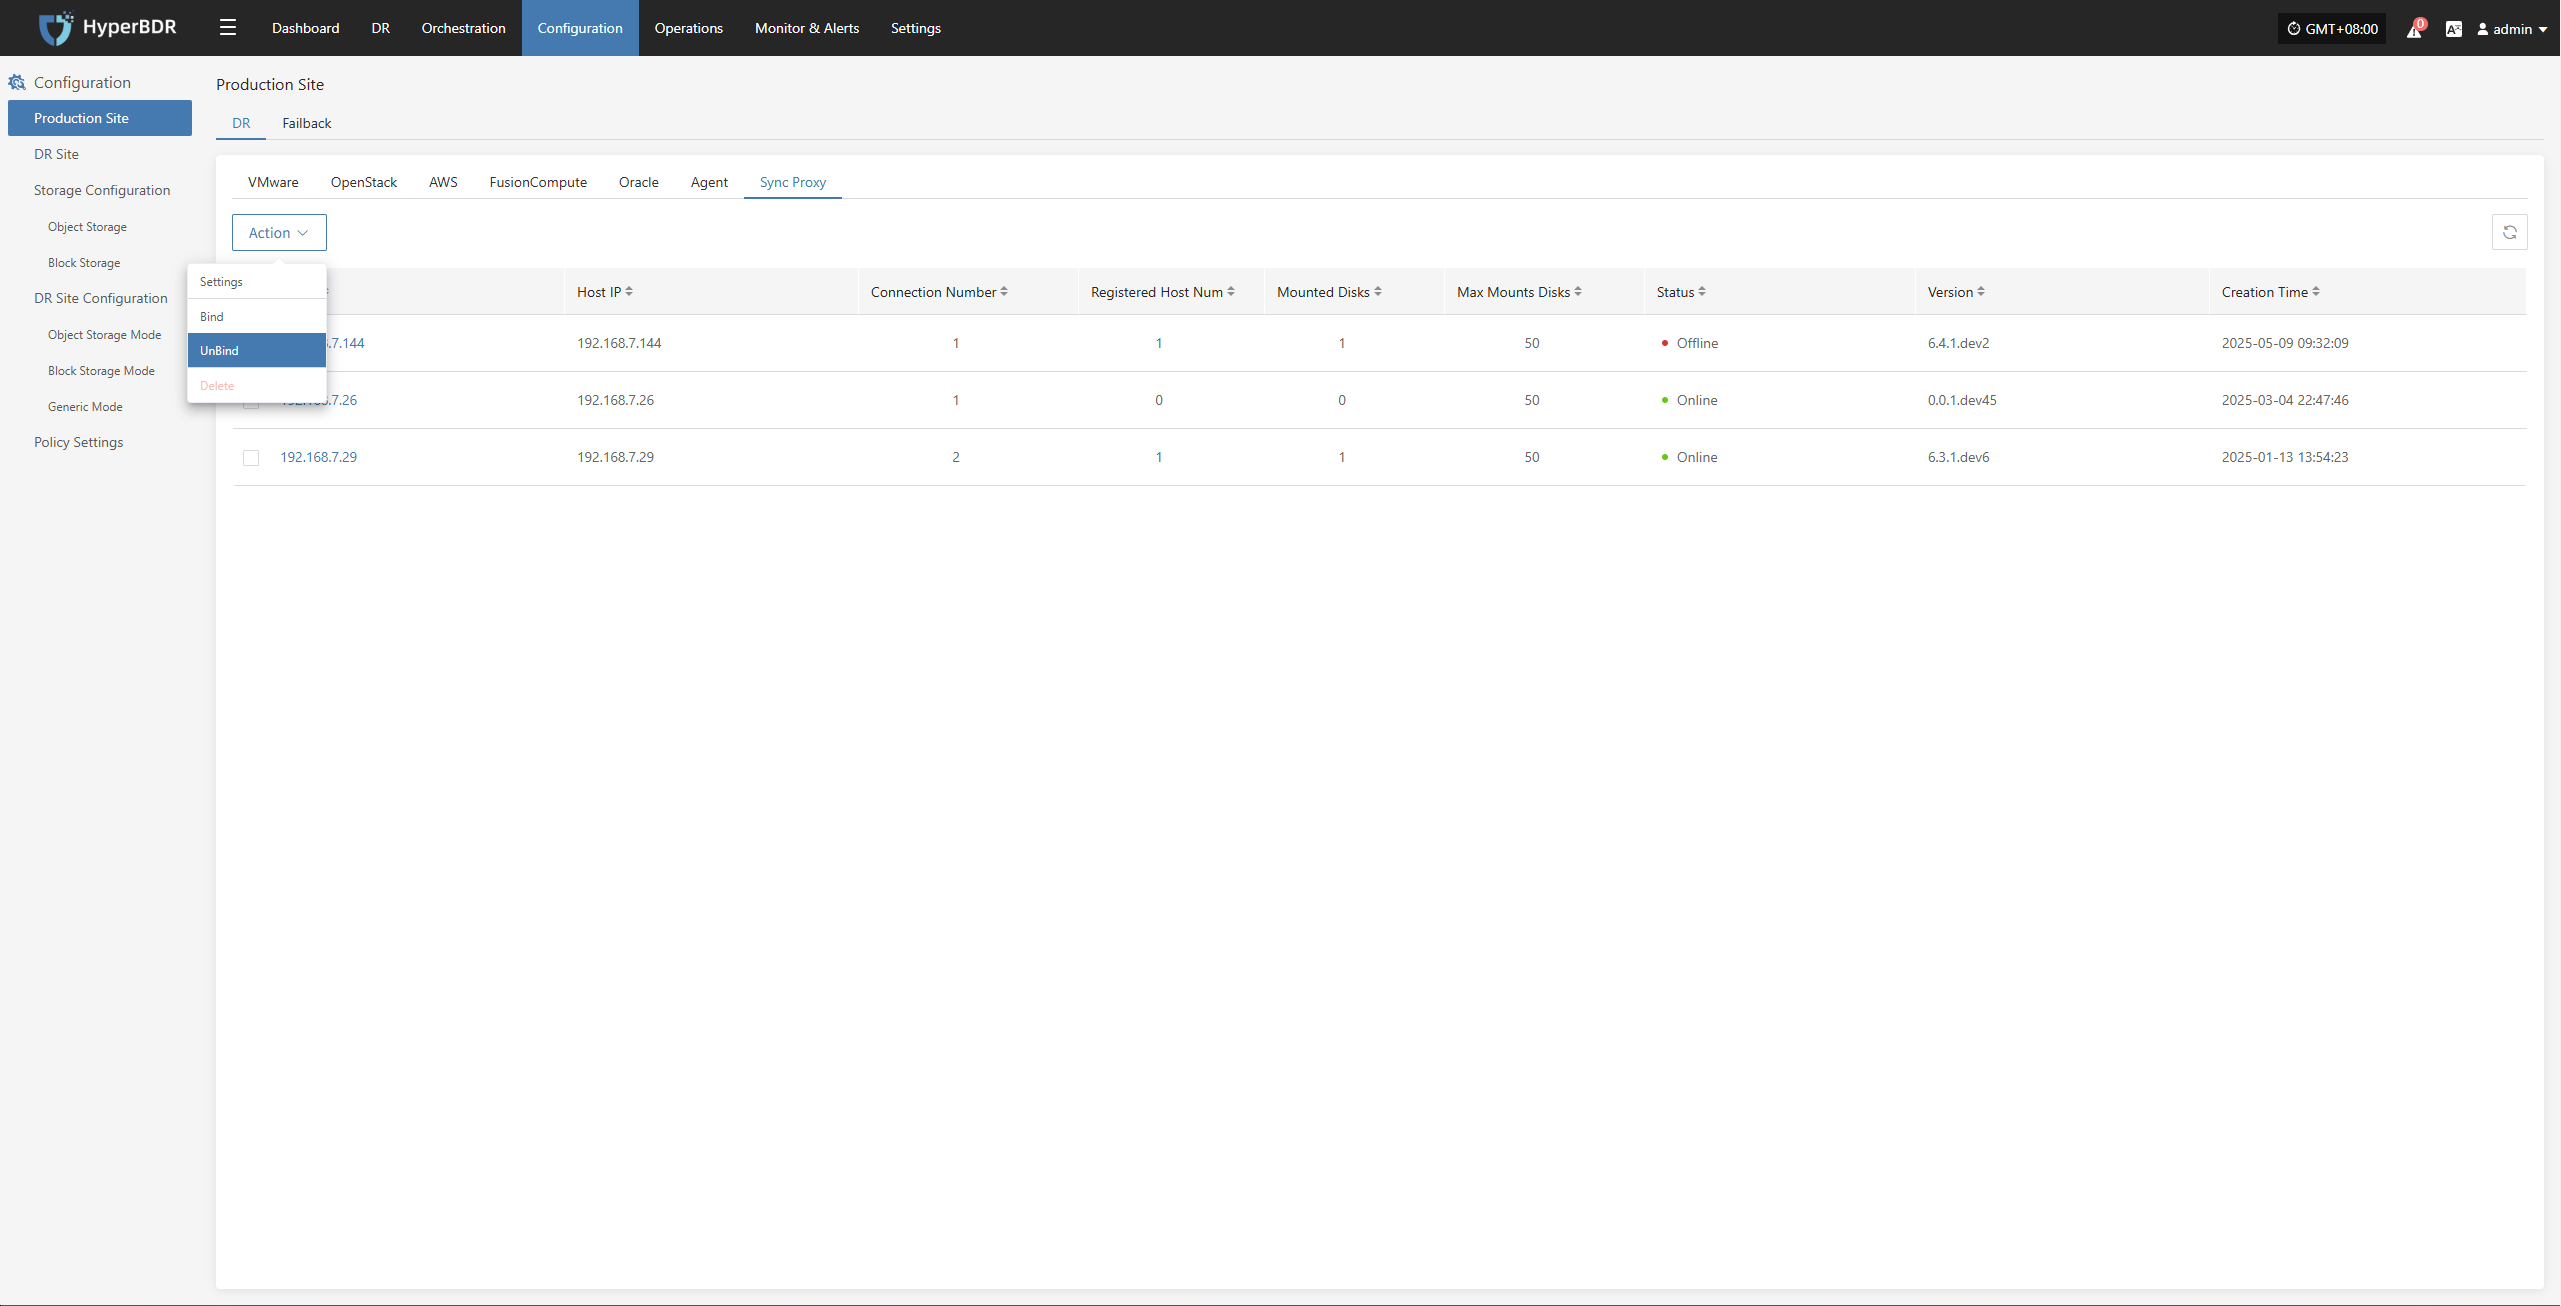 HyperBDR
Dashboard DR Orchestration Configuration Operations Monitor & Alerts Settings
GMT+08:00 0 admin
Configuration
Production Site
DR Site
Storage Configuration
Object Storage
Block Storage
DR Site Configuration
Object Storage Mode
Block Storage Mode
Generic Mode
Policy Settings
Production Site
DR Failback
VMware OpenStack AWS FusionCompute Oracle Agent Sync Proxy
Action
Settings
Bind
UnBind
Delete
Host IP Connection Number Registered Host Num Mounted Disks Max Mounts Disks Status Version Creation Time
.7.144 192.168.7.144 1 1 1 50 Offline 6.4.1.dev2 2025-05-09 09:32:09
.7.26 192.168.7.26 1 0 0 50 Online 0.0.1.dev45 2025-03-04 22:47:46
192.168.7.29 192.168.7.29 2 1 1 50 Online 6.3.1.dev6 2025-01-13 13:54:23